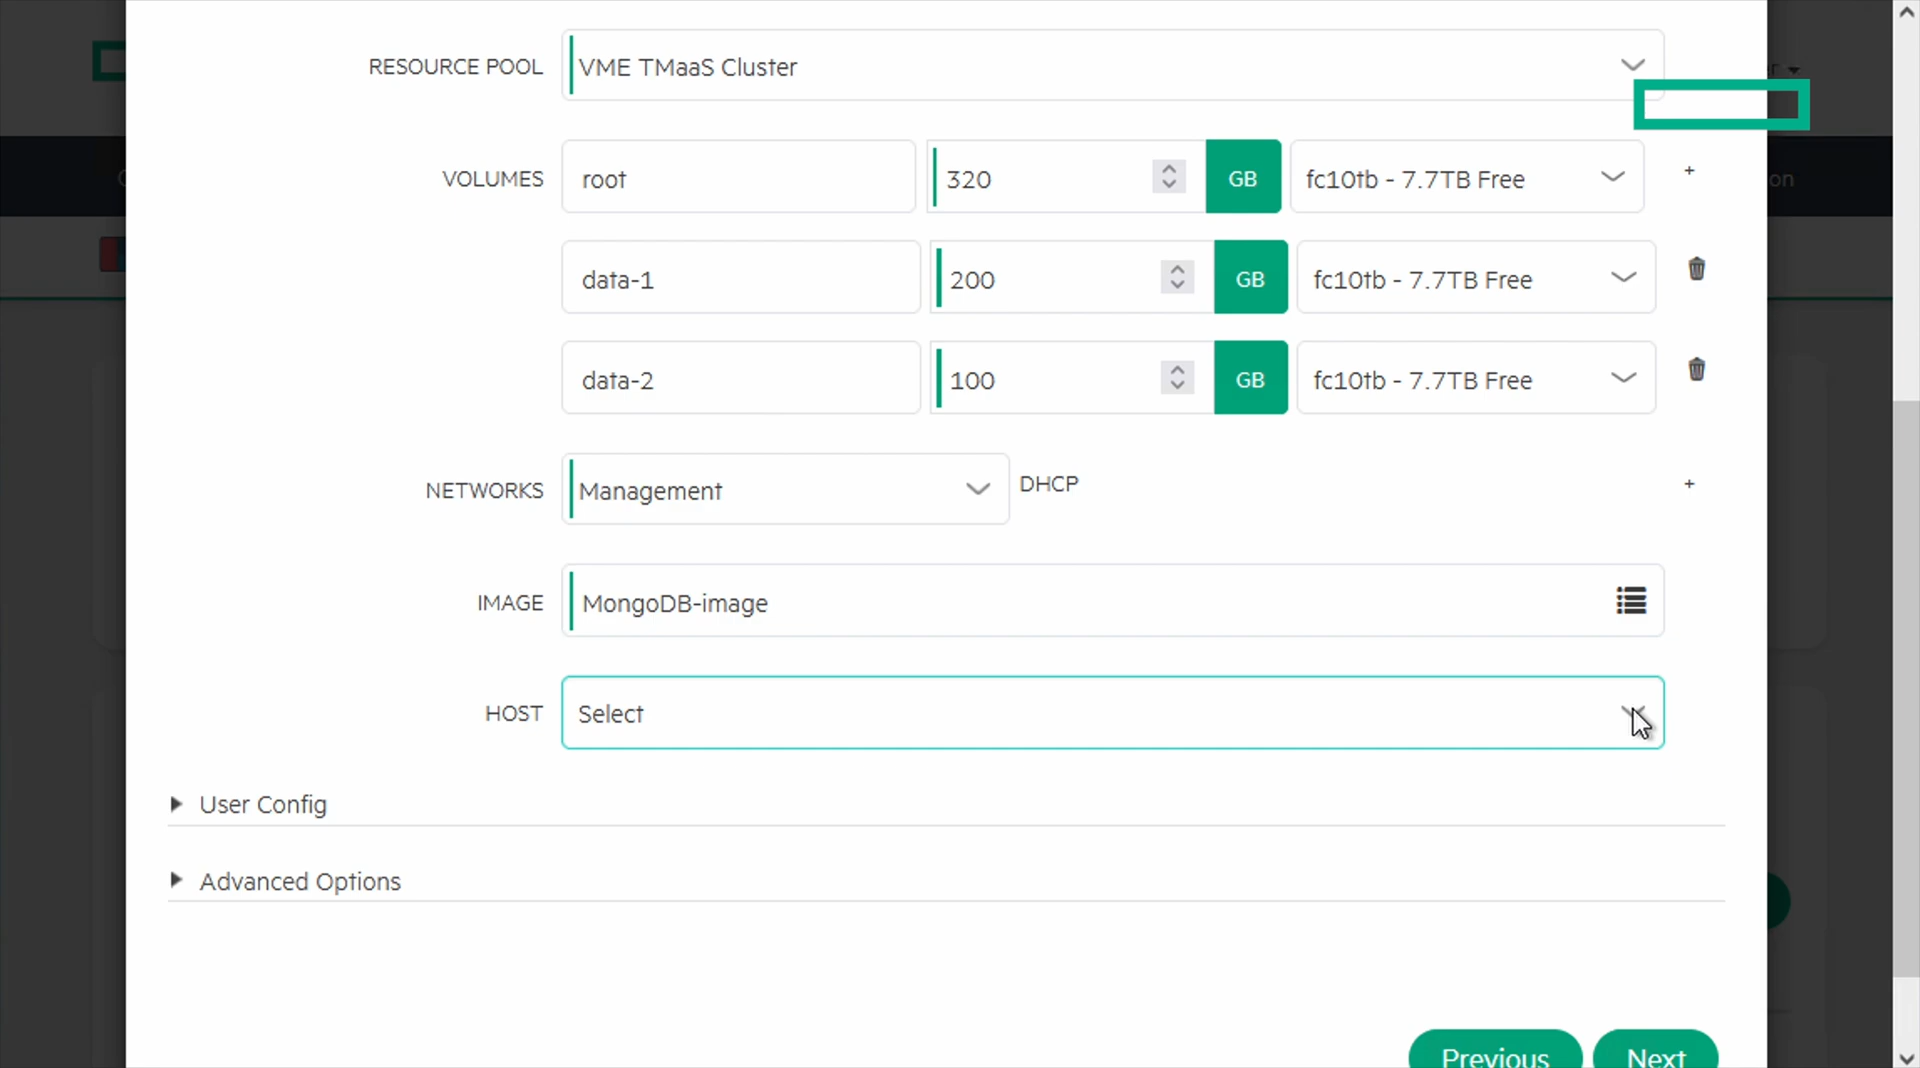 RESOURCE POOL VME TMaaS Cluster
VOLUMES root 320 GB fc10tb - 7.7TB Free +
on
data-1 200 GB fc10tb - 7.7TB Free
data-2 100 GB fc10tb - 7.7TB Free
NETWORKS Management DHCP +
IMAGE MongoDB-image
HOST Select
User Config
Advanced Options
Previous Next